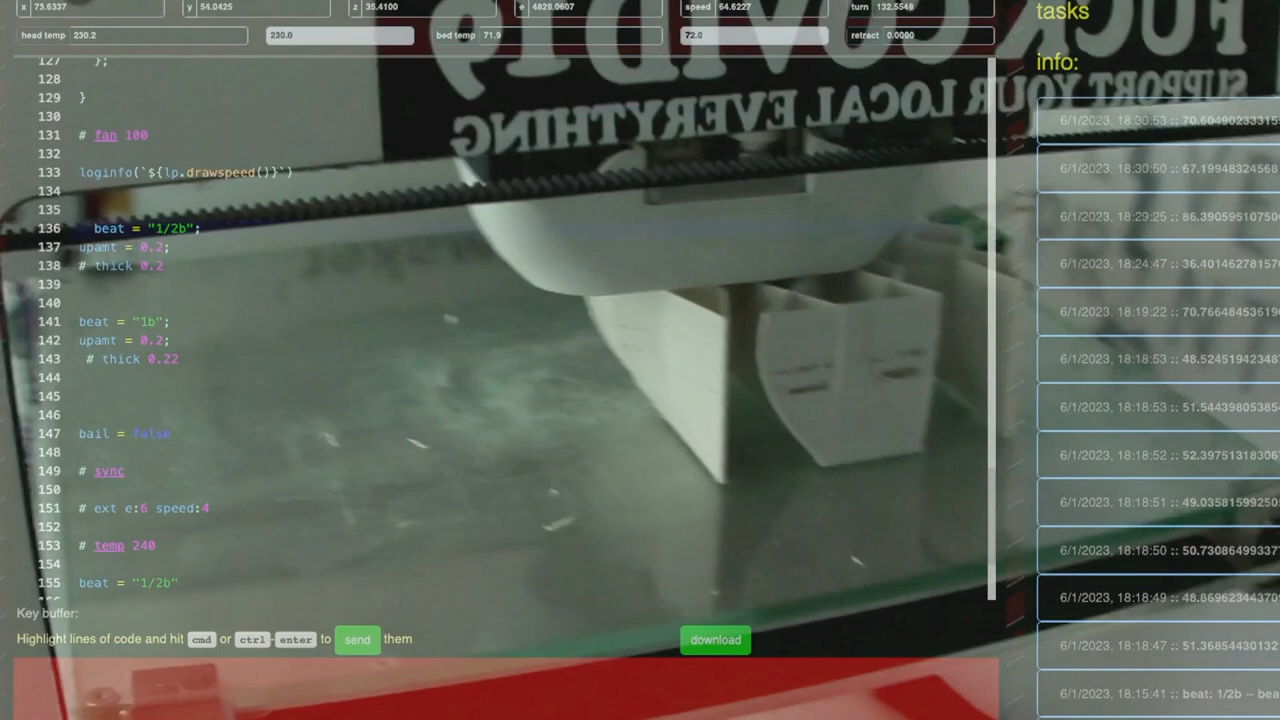 x 73.6337 y 54.0425 z 35.4100 e 4828.0607 speed 64.6227 turn 132.5548
head temp 230.2 230.0 bed temp 71.9 72.0 retract 0.0000
tasks
info:
FUCK COVID19
SUPPORT YOUR LOCAL EVERYTHING
127 };
128
129 }
130
131 # fan 100
132
133 loginfo(`${lp.drawspeed()}`)
134
135
136 beat = "1/2b";
137 upamt = 0.2;
138 # thick 0.2
139
140
141 beat = "1b";
142 upamt = 0.2;
143 # thick 0.22
144
145
146
147 bail = false
148
149 # sync
150
151 # ext e:6 speed:4
152
153 # temp 240
154
155 beat = "1/2b"
Key buffer:
Highlight lines of code and hit cmd or ctrl-enter to send them
download
6/1/2023, 18:30:53 :: 70.60490233315
6/1/2023, 18:30:50 :: 67.19948324568
6/1/2023, 18:29:25 :: 85.3905951075
6/1/2023, 18:24:47 :: 36.4014627815
6/1/2023, 18:19:22 :: 70.7664845361
6/1/2023, 18:18:53 :: 48.5245194234
6/1/2023, 18:18:53 :: 51.5443980538
6/1/2023, 18:18:52 :: 52.3975131830
6/1/2023, 18:18:51 :: 49.0358159925
6/1/2023, 18:18:50 :: 50.7308649933
6/1/2023, 18:18:49 :: 48.8696234437
6/1/2023, 18:18:47 :: 51.36854430132
6/1/2023, 18:15:41 :: beat: 1/2b -- bea